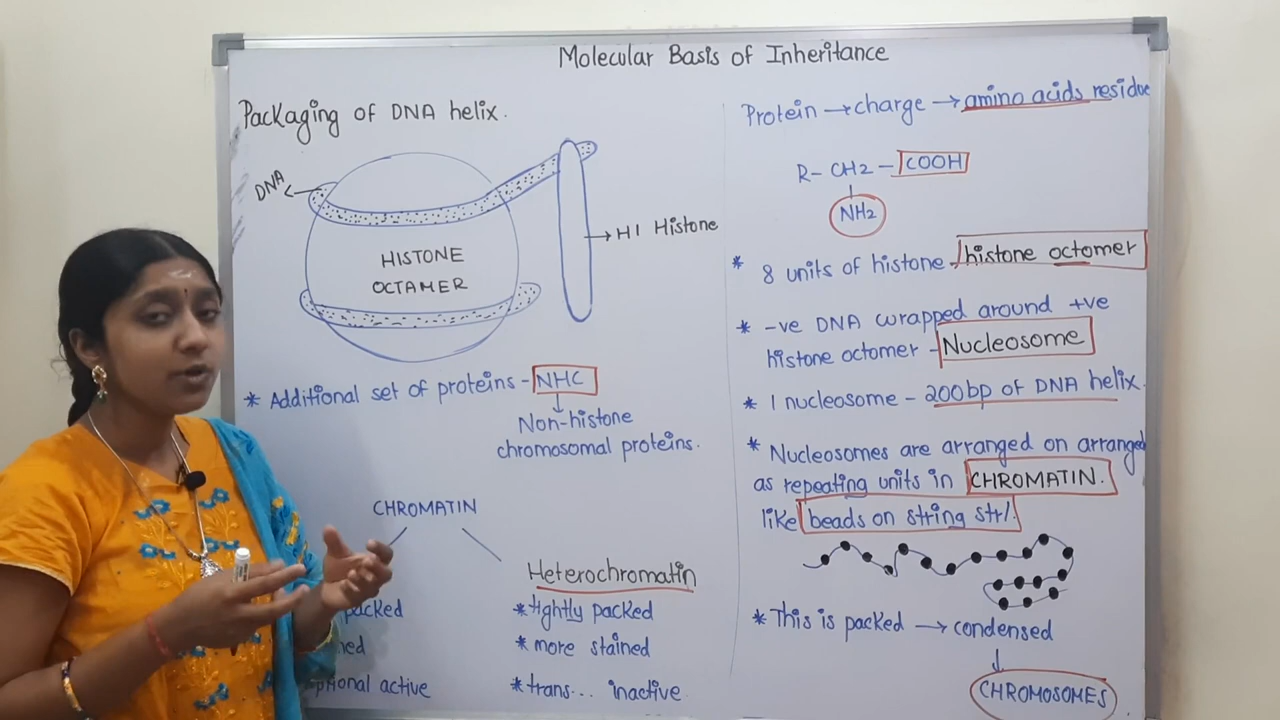 Molecular Basis of Inheritance
Packaging of DNA helix.
DNA
HISTONE
OCTAMER
H1 Histone
* Additional set of proteins - NHC
Non-histone
chromosomal proteins.
CHROMATIN
Heterochromatin
packed
* tightly packed
* more stained
active
* trans... inactive
Protein → charge → amino acids residue
R- CH2 - COOH
NH2
* 8 units of histone - histone octomer
* -ve DNA wrapped around +ve
histone octomer - Nucleosome
* 1 nucleosome - 200bp of DNA helix.
* Nucleosomes are arranged on arranged
as repeating units in CHROMATIN.
like beads on string str/.
* This is packed → condensed
CHROMOSOMES